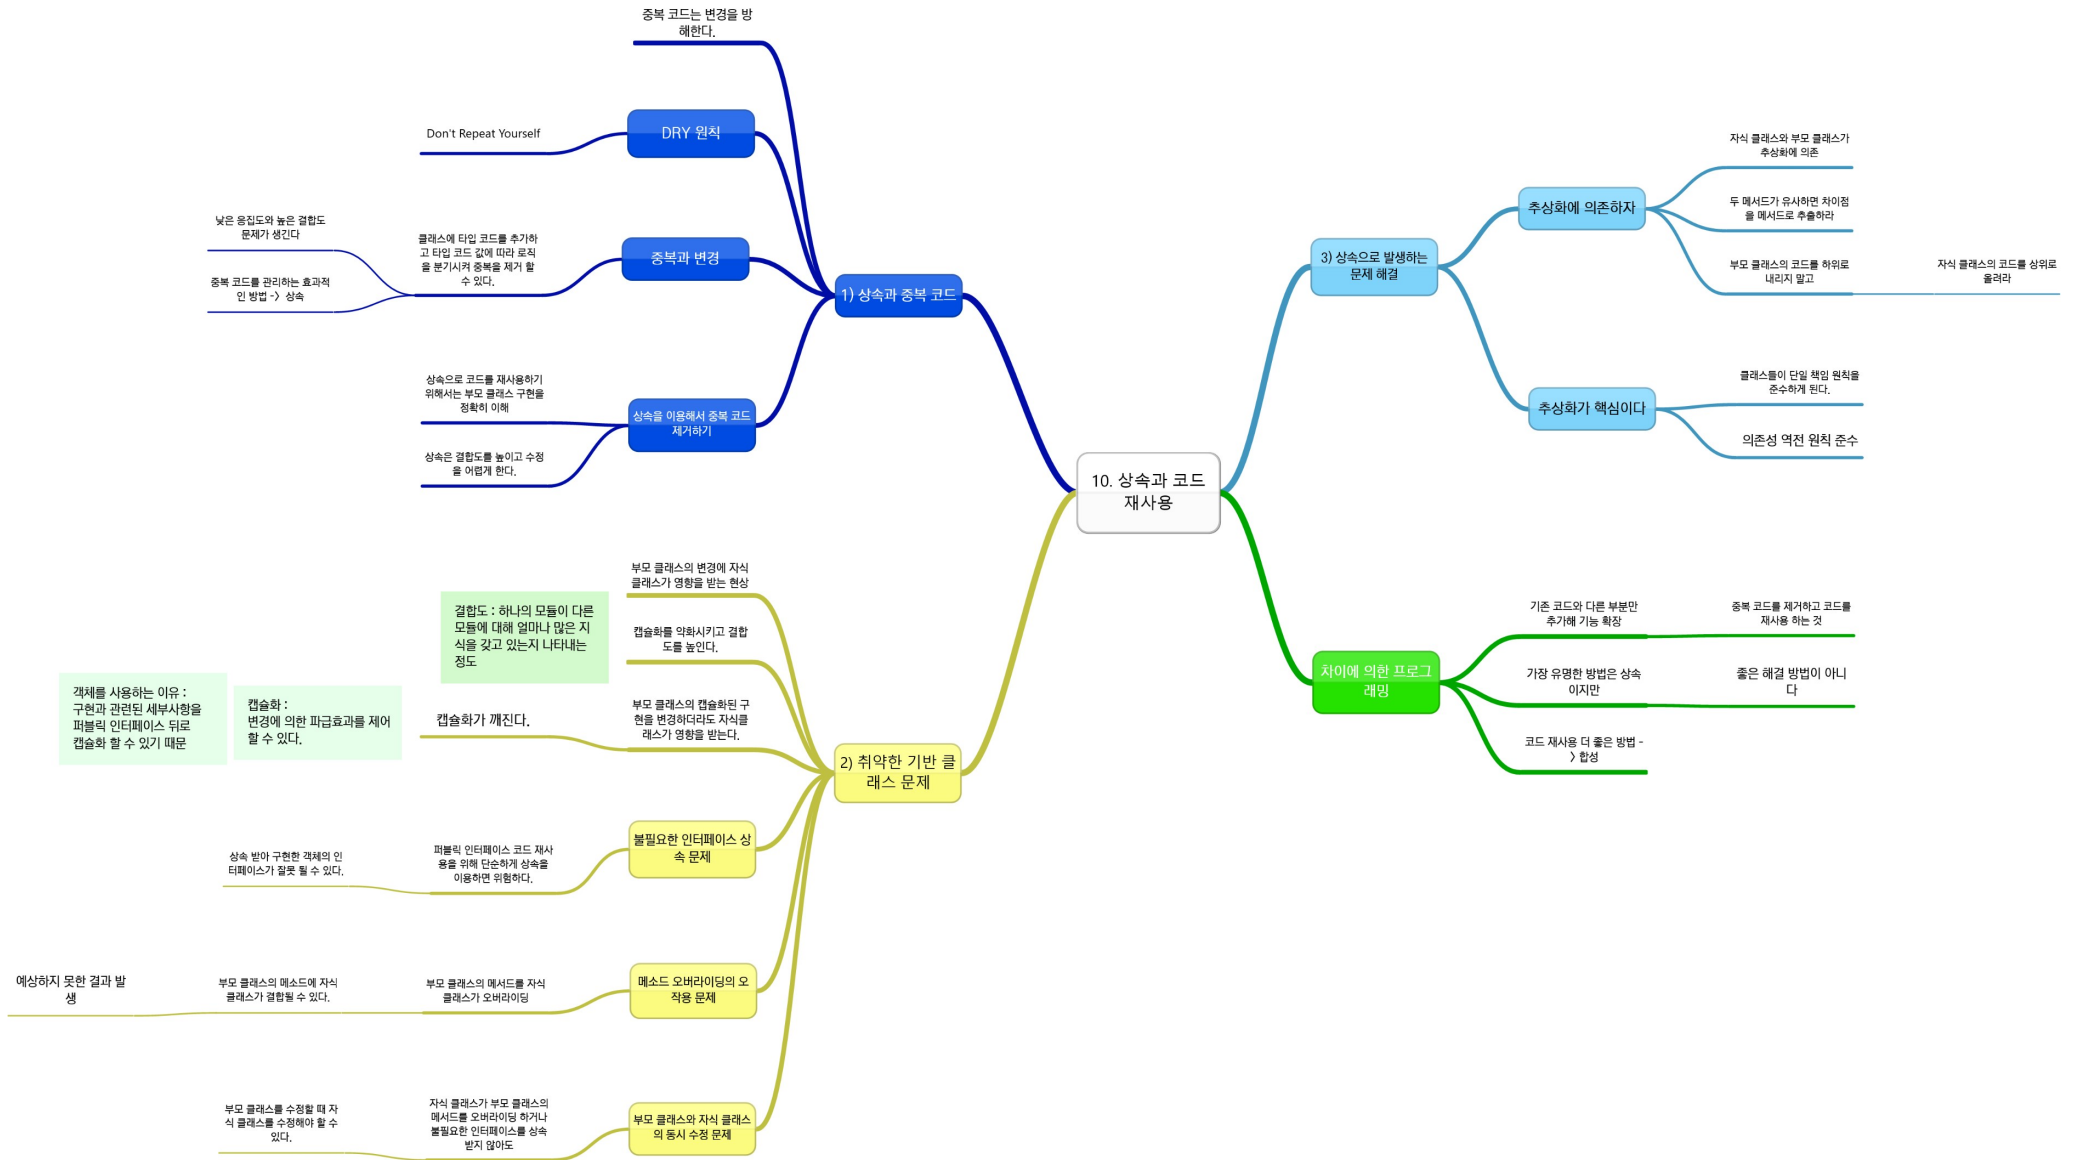 10. 상속과 코드
재사용
1) 상속과 중복 코드
중복 코드는 변경을 방
해한다.
DRY 원칙
Don't Repeat Yourself
중복과 변경
클래스에 타입 코드를 추가하
고 타입 코드 값에 따라 로직
을 분기시켜 중복을 제거 할
수 있다.
낮은 응집도와 높은 결합도
문제가 생긴다
중복 코드를 관리하는 효과적
인 방법 -> 상속
상속을 이용해서 중복 코드
제거하기
상속으로 코드를 재사용하기
위해서는 부모 클래스 구현을
정확히 이해
상속은 결합도를 높이고 수정
을 어렵게 한다.
2) 취약한 기반 클
래스 문제
부모 클래스의 변경에 자식
클래스가 영향을 받는 현상
캡슐화를 약화시키고 결합
도를 높인다.
결합도 : 하나의 모듈이 다른
모듈에 대해 얼마나 많은 지
식을 갖고 있는지 나타내는
정도
부모 클래스의 캡슐화된 구
현을 변경하더라도 자식클
래스가 영향을 받는다.
캡슐화가 깨진다.
캡슐화 :
변경에 의한 파급효과를 제어
할 수 있다.
객체를 사용하는 이유 :
구현과 관련된 세부사항을
퍼블릭 인터페이스 뒤로
캡슐화 할 수 있기 때문
불필요한 인터페이스 상
속 문제
퍼블릭 인터페이스 코드 재사
용을 위해 단순하게 상속을
이용하면 위험하다.
상속 받아 구현한 객체의 인
터페이스가 잘못 될 수 있다.
메소드 오버라이딩의 오
작용 문제
부모 클래스의 메서드를 자식
클래스가 오버라이딩
부모 클래스의 메소드에 자식
클래스가 결합될 수 있다.
예상하지 못한 결과 발
생
부모 클래스와 자식 클래스
의 동시 수정 문제
자식 클래스가 부모 클래스의
메서드를 오버라이딩 하거나
불필요한 인터페이스를 상속
받지 않아도
부모 클래스를 수정할 때 자
식 클래스를 수정해야 할 수
있다.
3) 상속으로 발생하는
문제 해결
추상화에 의존하자
자식 클래스와 부모 클래스가
추상화에 의존
두 메서드가 유사하면 차이점
을 메서드로 추출하라
부모 클래스의 코드를 하위로
내리지 말고
자식 클래스의 코드를 상위로
올려라
추상화가 핵심이다
클래스들이 단일 책임 원칙을
준수하게 된다.
의존성 역전 원칙 준수
차이에 의한 프로그
래밍
기존 코드와 다른 부분만
추가해 기능 확장
중복 코드를 제거하고 코드를
재사용 하는 것
가장 유명한 방법은 상속
이지만
좋은 해결 방법이 아니
다
코드 재사용 더 좋은 방법 -
> 합성